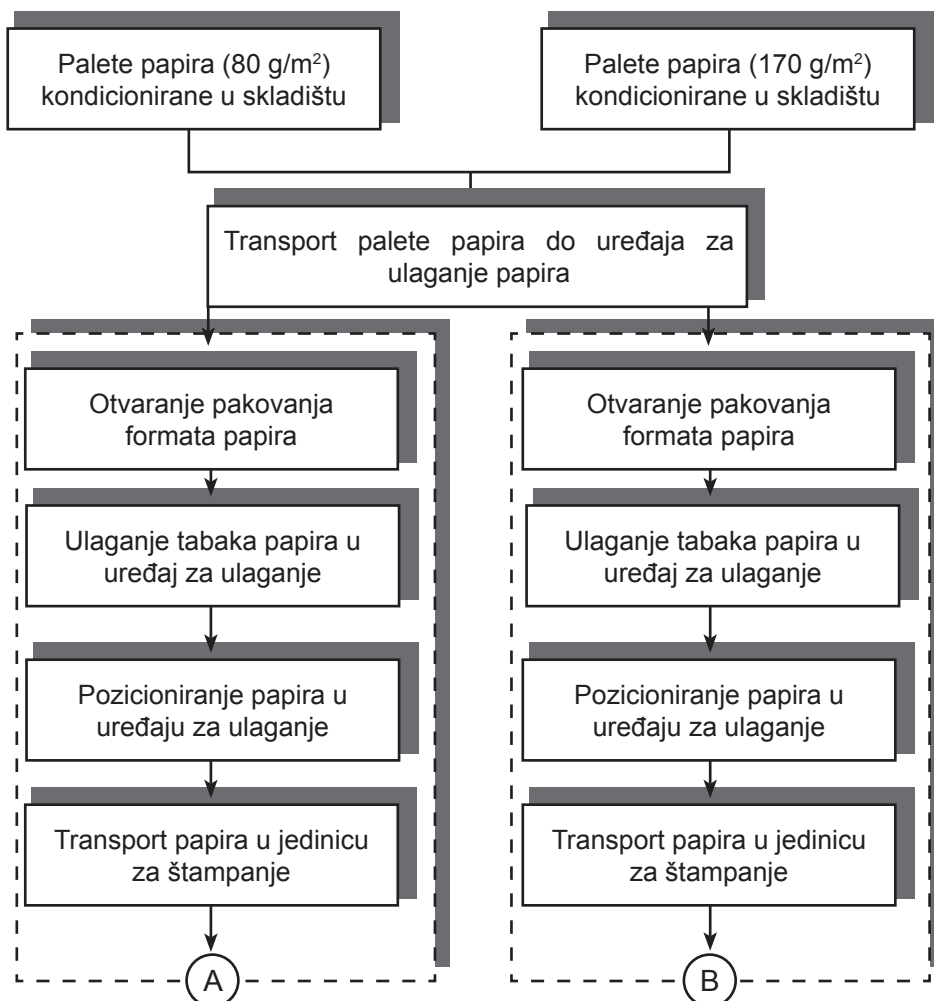 Palete papira (80 g/m²)
kondicionirane u skladištu
Palete papira (170 g/m²)
kondicionirane u skladištu
Transport palete papira do uređaja za
ulaganje papira
Otvaranje pakovanja
formata papira
Ulaganje tabaka papira u
uređaj za ulaganje
Pozicioniranje papira u
uređaju za ulaganje
Transport papira u jedinicu
za štampanje
A
Otvaranje pakovanja
formata papira
Ulaganje tabaka papira u
uređaj za ulaganje
Pozicioniranje papira u
uređaju za ulaganje
Transport papira u jedinicu
za štampanje
B